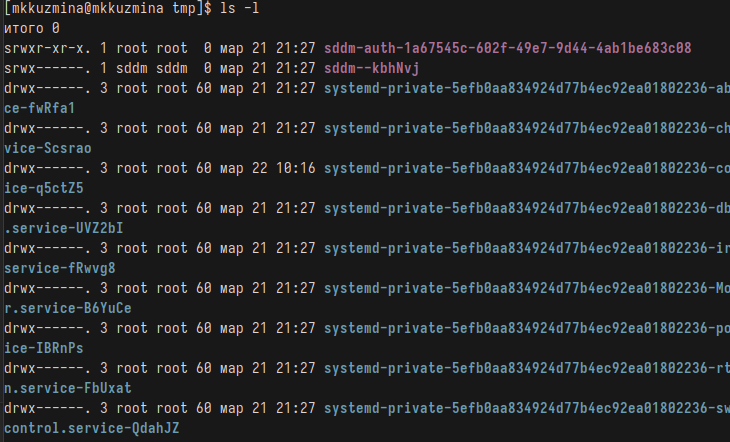 [mkkuzmina@mkkuzmina tmp]$ ls -l
итого 0
srwxr-xr-x. 1 root root  0 мар 21 21:27 sddm-auth-1a67545c-602f-49e7-9d44-4ab1be683c08
srwx------. 1 sddm sddm  0 мар 21 21:27 sddm--kbhNvj
drwx------. 3 root root 60 мар 21 21:27 systemd-private-5efb0aa834924d77b4ec92ea01802236-ab
ce-fwRfa1
drwx------. 3 root root 60 мар 21 21:27 systemd-private-5efb0aa834924d77b4ec92ea01802236-ch
vice-Scsrao
drwx------. 3 root root 60 мар 22 10:16 systemd-private-5efb0aa834924d77b4ec92ea01802236-co
ice-q5ctZ5
drwx------. 3 root root 60 мар 21 21:27 systemd-private-5efb0aa834924d77b4ec92ea01802236-db
.service-UVZ2bI
drwx------. 3 root root 60 мар 21 21:27 systemd-private-5efb0aa834924d77b4ec92ea01802236-ir
service-fRwvg8
drwx------. 3 root root 60 мар 21 21:27 systemd-private-5efb0aa834924d77b4ec92ea01802236-Mo
r.service-B6YuCe
drwx------. 3 root root 60 мар 21 21:27 systemd-private-5efb0aa834924d77b4ec92ea01802236-po
ice-IBRnPs
drwx------. 3 root root 60 мар 21 21:27 systemd-private-5efb0aa834924d77b4ec92ea01802236-rt
n.service-FbUxat
drwx------. 3 root root 60 мар 21 21:27 systemd-private-5efb0aa834924d77b4ec92ea01802236-sw
control.service-QdahJZ